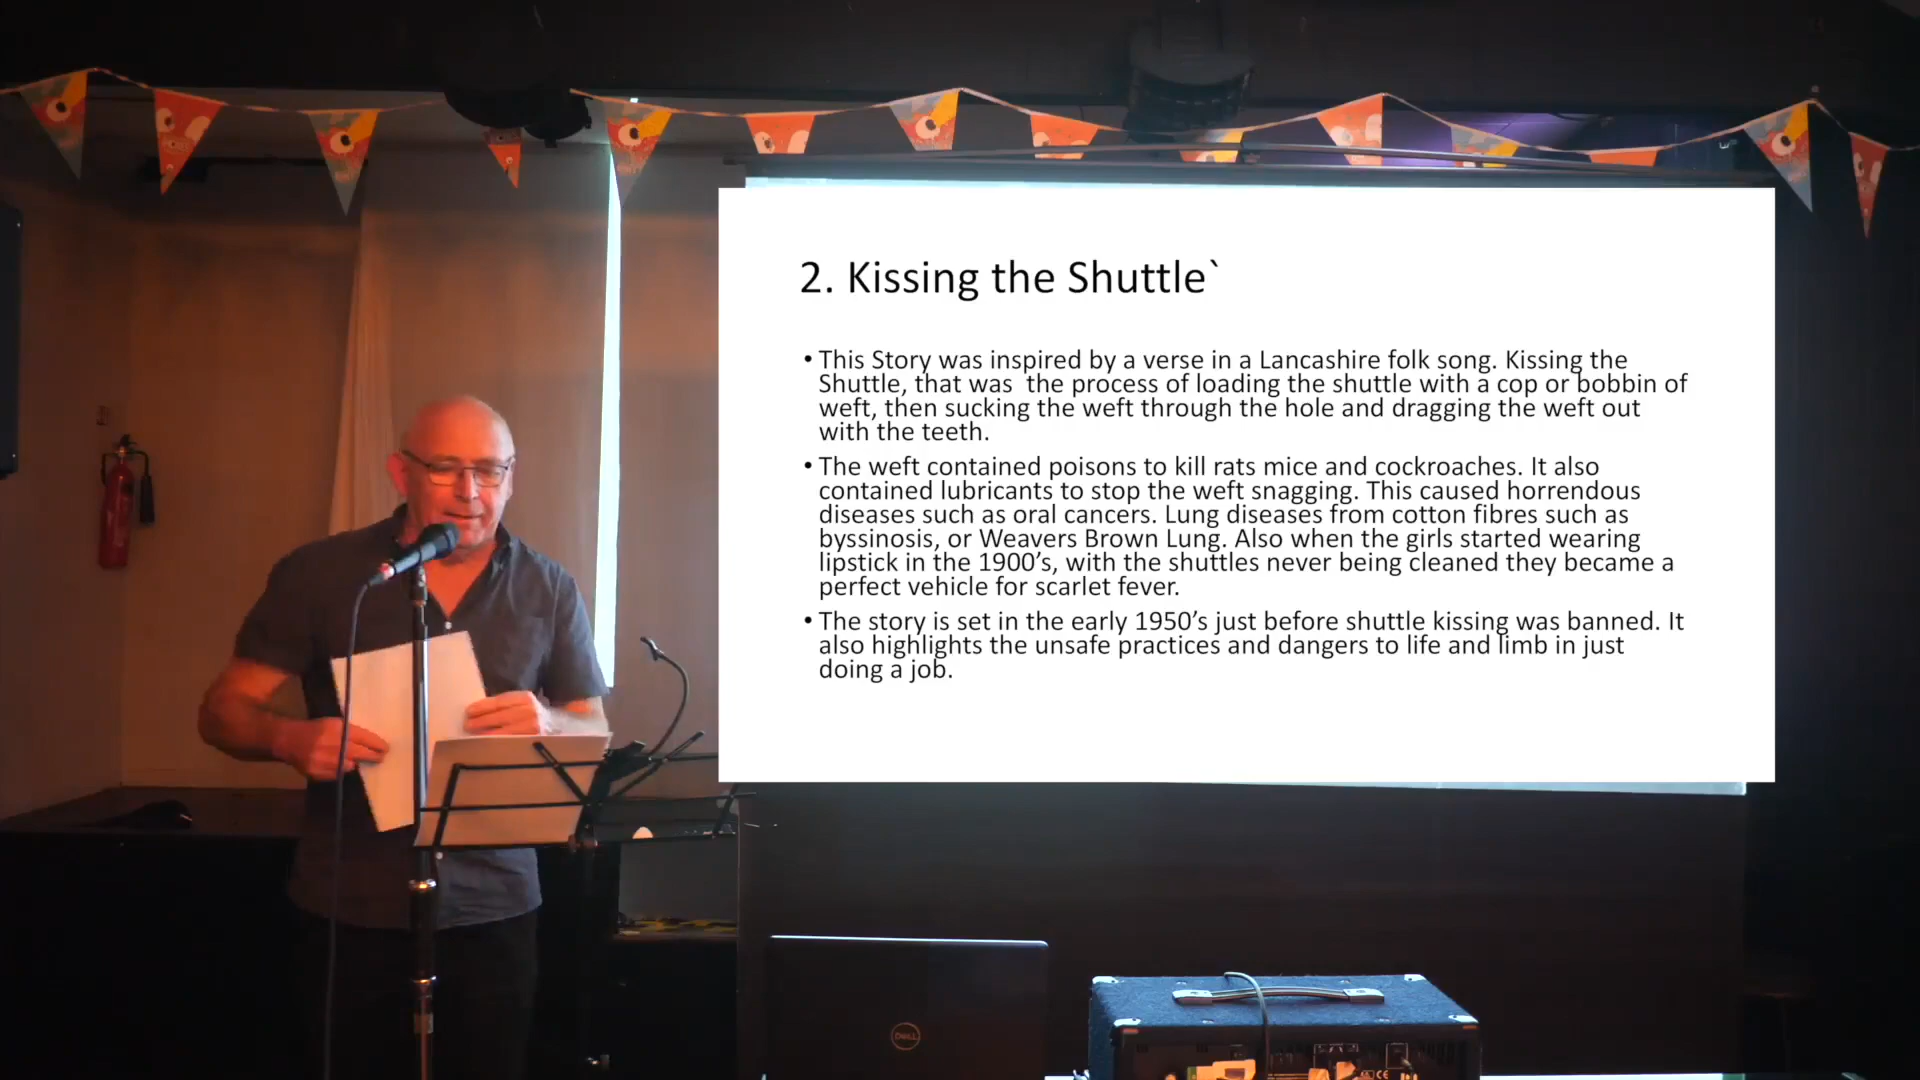 2. Kissing the Shuttle`
• This Story was inspired by a verse in a Lancashire folk song. Kissing the
Shuttle, that was  the process of loading the shuttle with a cop or bobbin of
weft, then sucking the weft through the hole and dragging the weft out
with the teeth.
• The weft contained poisons to kill rats mice and cockroaches. It also
contained lubricants to stop the weft snagging. This caused horrendous
diseases such as oral cancers. Lung diseases from cotton fibres such as
byssinosis, or Weavers Brown Lung. Also when the girls started wearing
lipstick in the 1900’s, with the shuttles never being cleaned they became a
perfect vehicle for scarlet fever.
• The story is set in the early 1950’s just before shuttle kissing was banned. It
also highlights the unsafe practices and dangers to life and limb in just
doing a job.
DELL
CE